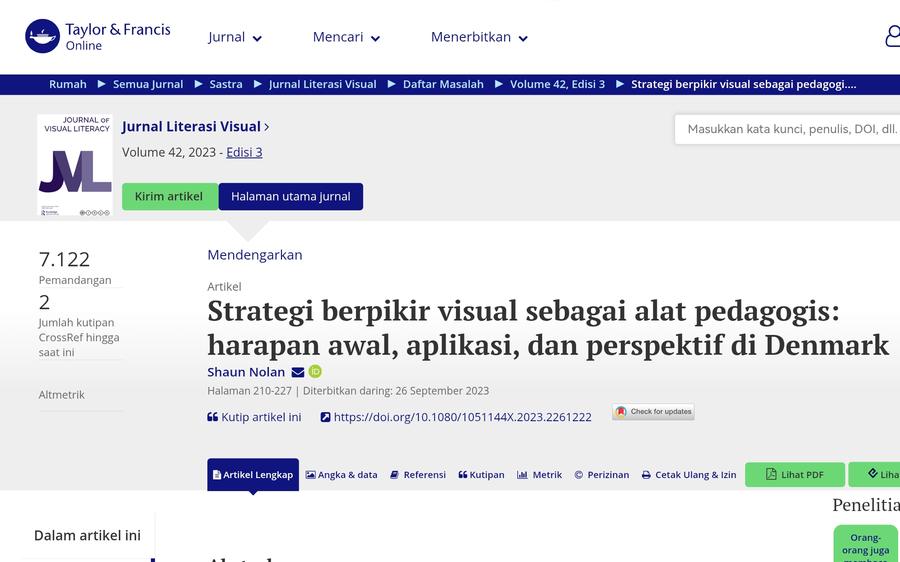 Taylor & Francis
Online
Jurnal
Mencari
Menerbitkan
Rumah
Semua Jurnal
Sastra
Jurnal Literasi Visual
Daftar Masalah
Volume 42, Edisi 3
Strategi berpikir visual sebagai pedagogi....
JOURNAL OF
VISUAL LITERACY
JVL
Jurnal Literasi Visual
Volume 42, 2023 - Edisi 3
Masukkan kata kunci, penulis, DOI, dll.
Kirim artikel
Halaman utama jurnal
7.122
Pemandangan
2
Jumlah kutipan
CrossRef hingga
saat ini
Altmetrik
Mendengarkan
Artikel
Strategi berpikir visual sebagai alat pedagogis:
harapan awal, aplikasi, dan perspektif di Denmark
Shaun Nolan iD
Halaman 210-227 | Diterbitkan daring: 26 September 2023
Kutip artikel ini
https://doi.org/10.1080/1051144X.2023.2261222
Check for updates
Artikel Lengkap
Angka & data
Referensi
Kutipan
Metrik
Perizinan
Cetak Ulang & Izin
Lihat PDF
Dalam artikel ini
Orang-
orang juga